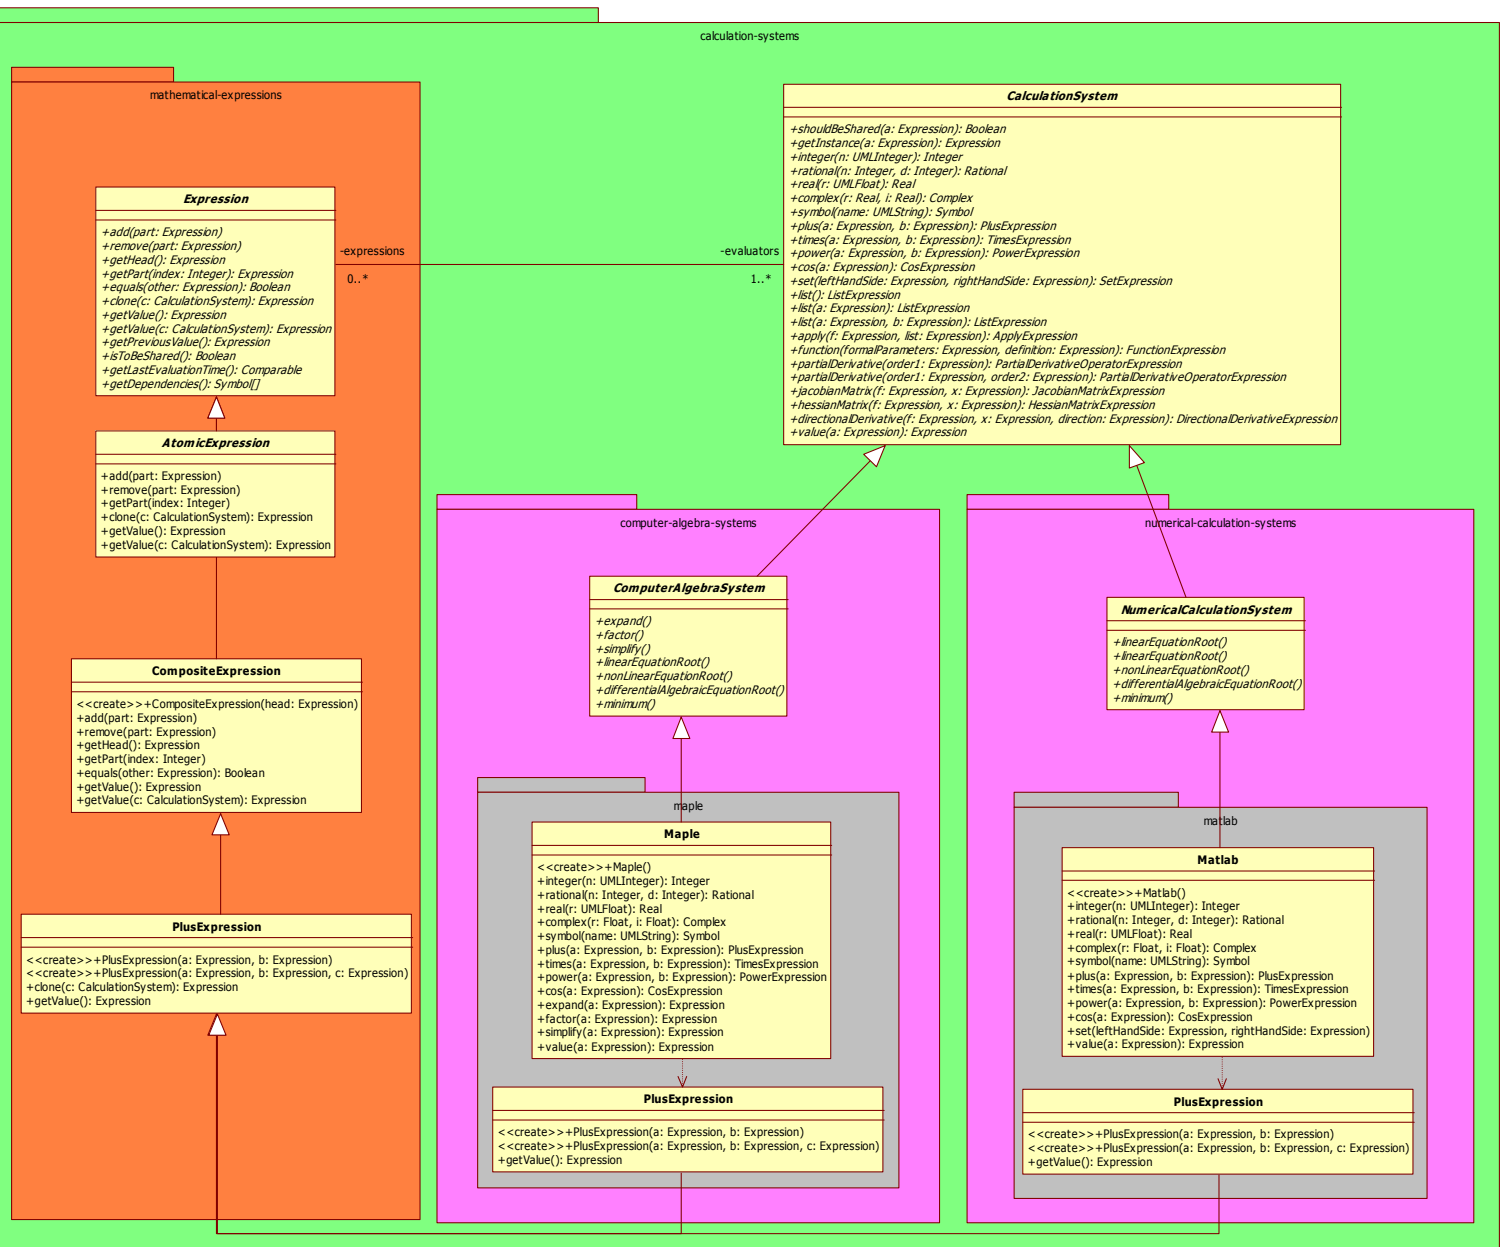 calculation-systems
mathematical-expressions
Expression
+add(part: Expression)
+remove(part: Expression)
+getHead(): Expression
+getPart(index: Integer): Expression
+equals(other: Expression): Boolean
+clone(c: CalculationSystem): Expression
+getValue(): Expression
+getValue(c: CalculationSystem): Expression
+getPreviousValue(): Expression
+isToBeShared(): Boolean
+getLastEvaluationTime(): Comparable
+getDependencies(): Symbol[]
-expressions
0..*
-evaluators
1..*
CalculationSystem
+shouldBeShared(a: Expression): Boolean
+getInstance(a: Expression): Expression
+integer(n: UMLInteger): Integer
+rational(n: Integer, d: Integer): Rational
+real(r: UMLFloat): Real
+complex(r: Real, i: Real): Complex
+symbol(name: UMLString): Symbol
+plus(a: Expression, b: Expression): PlusExpression
+times(a: Expression, b: Expression): TimesExpression
+power(a: Expression, b: Expression): PowerExpression
+cos(a: Expression): CosExpression
+set(leftHandSide: Expression, rightHandSide: Expression): SetExpression
+list(): ListExpression
+list(a: Expression): ListExpression
+list(a: Expression, b: Expression): ListExpression
+apply(f: Expression, list: Expression): ApplyExpression
+function(formalParameters: Expression, definition: Expression): FunctionExpression
+partialDerivative(order1: Expression): PartialDerivativeOperatorExpression
+partialDerivative(order1: Expression, order2: Expression): PartialDerivativeOperatorExpression
+jacobianMatrix(f: Expression, x: Expression): JacobianMatrixExpression
+hessianMatrix(f: Expression, x: Expression): HessianMatrixExpression
+directionalDerivative(f: Expression, x: Expression, direction: Expression): DirectionalDerivativeExpression
+value(a: Expression): Expression
AtomicExpression
+add(part: Expression)
+remove(part: Expression)
+getPart(index: Integer)
+clone(c: CalculationSystem): Expression
+getValue(): Expression
+getValue(c: CalculationSystem): Expression
CompositeExpression
<<create>>+CompositeExpression(head: Expression)
+add(part: Expression)
+remove(part: Expression)
+getHead(): Expression
+getPart(index: Integer)
+equals(other: Expression): Boolean
+getValue(): Expression
+getValue(c: CalculationSystem): Expression
PlusExpression
<<create>>+PlusExpression(a: Expression, b: Expression)
<<create>>+PlusExpression(a: Expression, b: Expression, c: Expression)
+clone(c: CalculationSystem): Expression
+getValue(): Expression
computer-algebra-systems
ComputerAlgebraSystem
+expand()
+factor()
+simplify()
+linearEquationRoot()
+nonLinearEquationRoot()
+differentialAlgebraicEquationRoot()
+minimum()
maple
Maple
<<create>>+Maple()
+integer(n: UMLInteger): Integer
+rational(n: Integer, d: Integer): Rational
+real(r: UMLFloat): Real
+complex(r: Float, i: Float): Complex
+symbol(name: UMLString): Symbol
+plus(a: Expression, b: Expression): PlusExpression
+times(a: Expression, b: Expression): TimesExpression
+power(a: Expression, b: Expression): PowerExpression
+cos(a: Expression): CosExpression
+expand(a: Expression): Expression
+factor(a: Expression): Expression
+simplify(a: Expression): Expression
+value(a: Expression): Expression
PlusExpression
<<create>>+PlusExpression(a: Expression, b: Expression)
<<create>>+PlusExpression(a: Expression, b: Expression, c: Expression)
+getValue(): Expression
numerical-calculation-systems
NumericalCalculationSystem
+linearEquationRoot()
+linearEquationRoot()
+nonLinearEquationRoot()
+differentialAlgebraicEquationRoot()
+minimum()
matlab
Matlab
<<create>>+Matlab()
+integer(n: UMLInteger): Integer
+rational(n: Integer, d: Integer): Rational
+real(r: UMLFloat): Real
+complex(r: Float, i: Float): Complex
+symbol(name: UMLString): Symbol
+plus(a: Expression, b: Expression): PlusExpression
+times(a: Expression, b: Expression): TimesExpression
+power(a: Expression, b: Expression): PowerExpression
+cos(a: Expression): CosExpression
+set(leftHandSide: Expression, rightHandSide: Expression)
+value(a: Expression): Expression
PlusExpression
<<create>>+PlusExpression(a: Expression, b: Expression)
<<create>>+PlusExpression(a: Expression, b: Expression, c: Expression)
+getValue(): Expression